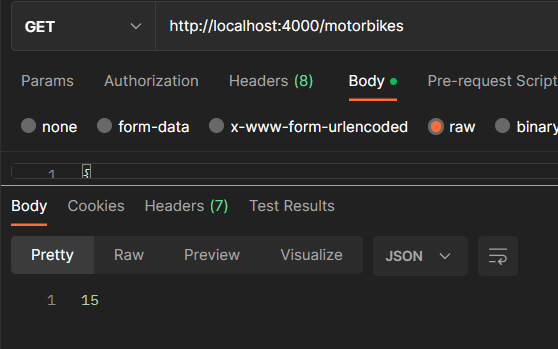 GET http://localhost:4000/motorbikes
Params Authorization Headers (8) Body Pre-request Script
none form-data x-www-form-urlencoded raw binary
1 {
Body Cookies Headers (7) Test Results
Pretty Raw Preview Visualize JSON
1 15